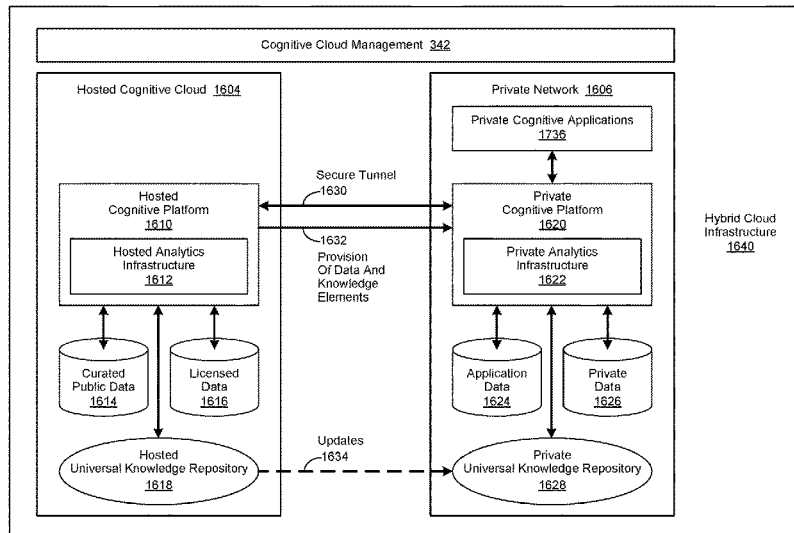 Cognitive Cloud Management 342
Hosted Cognitive Cloud 1604
Private Network 1606
Private Cognitive Applications
1736
Secure Tunnel
1630
Hosted
Cognitive Platform
1610
Hosted Analytics
Infrastructure
1612
1632
Provision
Of Data And
Knowledge
Elements
Private
Cognitive Platform
1620
Private Analytics
Infrastructure
1622
Hybrid Cloud
Infrastructure
1640
Curated
Public Data
1614
Licensed
Data
1616
Application
Data
1624
Private
Data
1626
Hosted
Universal Knowledge Repository
1618
Updates
1634
Private
Universal Knowledge Repository
1628